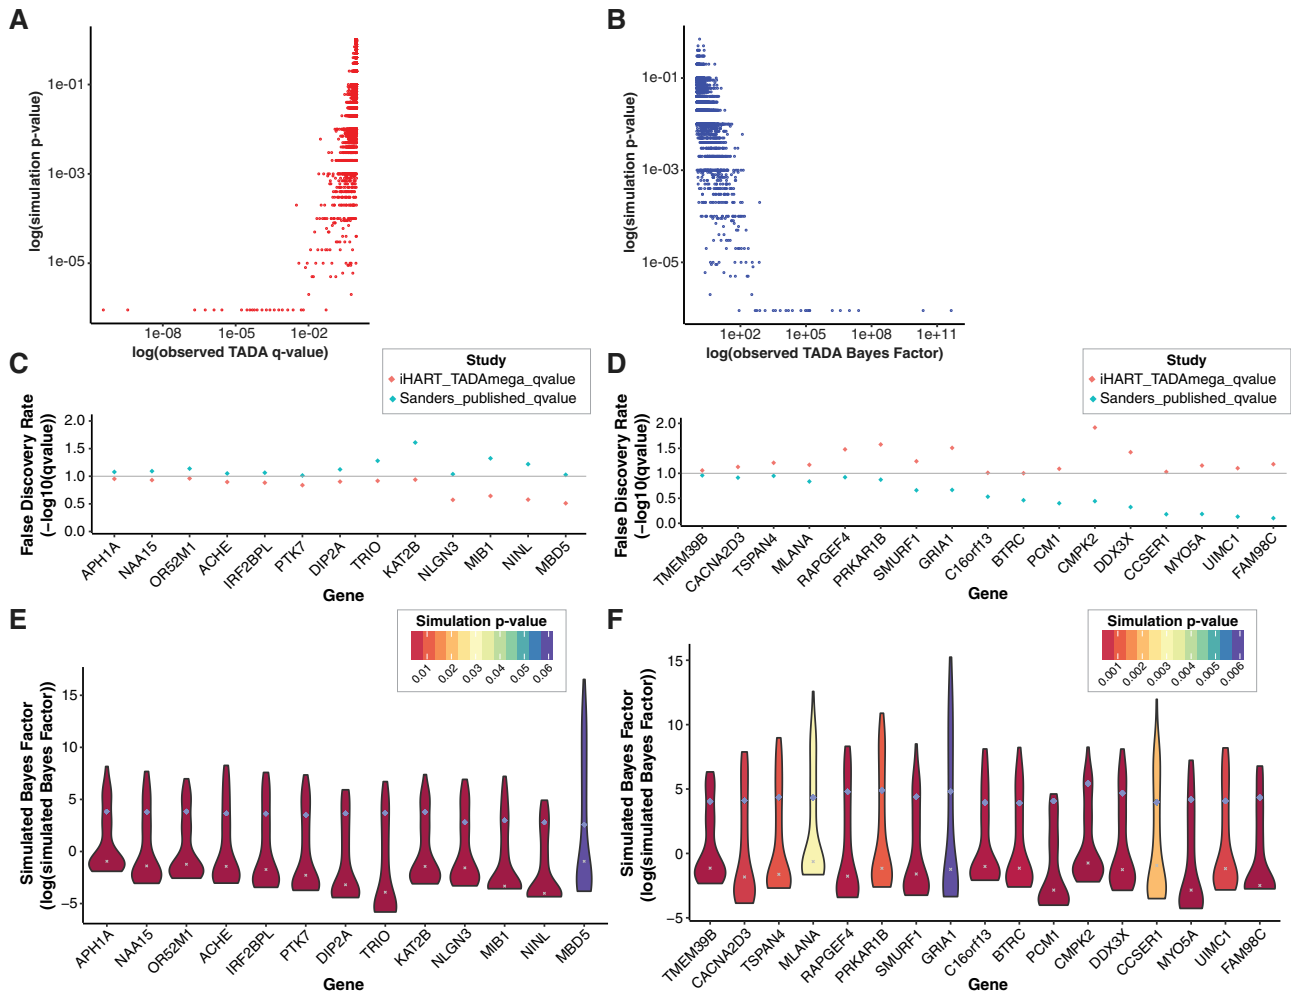 A
log(simulation p-value)
1e-01
1e-03
1e-05
1e-08
1e-05
1e-02
log(observed TADA q-value)
B
log(simulation p-value)
1e-01
1e-03
1e-05
1e+02
1e+05
1e+08
1e+11
log(observed TADA Bayes Factor)
C
Study
iHART_TADAmega_qvalue
Sanders_published_qvalue
False Discovery Rate
(−log10(qvalue))
2.0
1.5
1.0
0.5
0.0
APH1A
NAA15
OR52M1
ACHE
IRF2BPL
PTK7
DIP2A
TRIO
KAT2B
NLGN3
MIB1
NINL
MBD5
Gene
D
Study
iHART_TADAmega_qvalue
Sanders_published_qvalue
False Discovery Rate
(−log10(qvalue))
2.0
1.5
1.0
0.5
0.0
TMEM39B
CACNA2D3
TSPAN4
MLANA
RAPGEF4
PRKAR1B
SMURF1
GRIA1
C16orf13
BTRC
PCM1
CMPK2
DDX3X
CCSER1
MYO5A
UIMC1
FAM98C
Gene
E
Simulation p-value
0.01
0.02
0.03
0.04
0.05
0.06
Simulated Bayes Factor
(log(simulated Bayes Factor))
15
10
5
0
−5
APH1A
NAA15
OR52M1
ACHE
IRF2BPL
PTK7
DIP2A
TRIO
KAT2B
NLGN3
MIB1
NINL
MBD5
Gene
F
Simulation p-value
0.001
0.002
0.003
0.004
0.005
0.006
Simulated Bayes Factor
(log(simulated Bayes Factor))
15
10
5
0
−5
TMEM39B
CACNA2D3
TSPAN4
MLANA
RAPGEF4
PRKAR1B
SMURF1
GRIA1
C16orf13
BTRC
PCM1
CMPK2
DDX3X
CCSER1
MYO5A
UIMC1
FAM98C
Gene